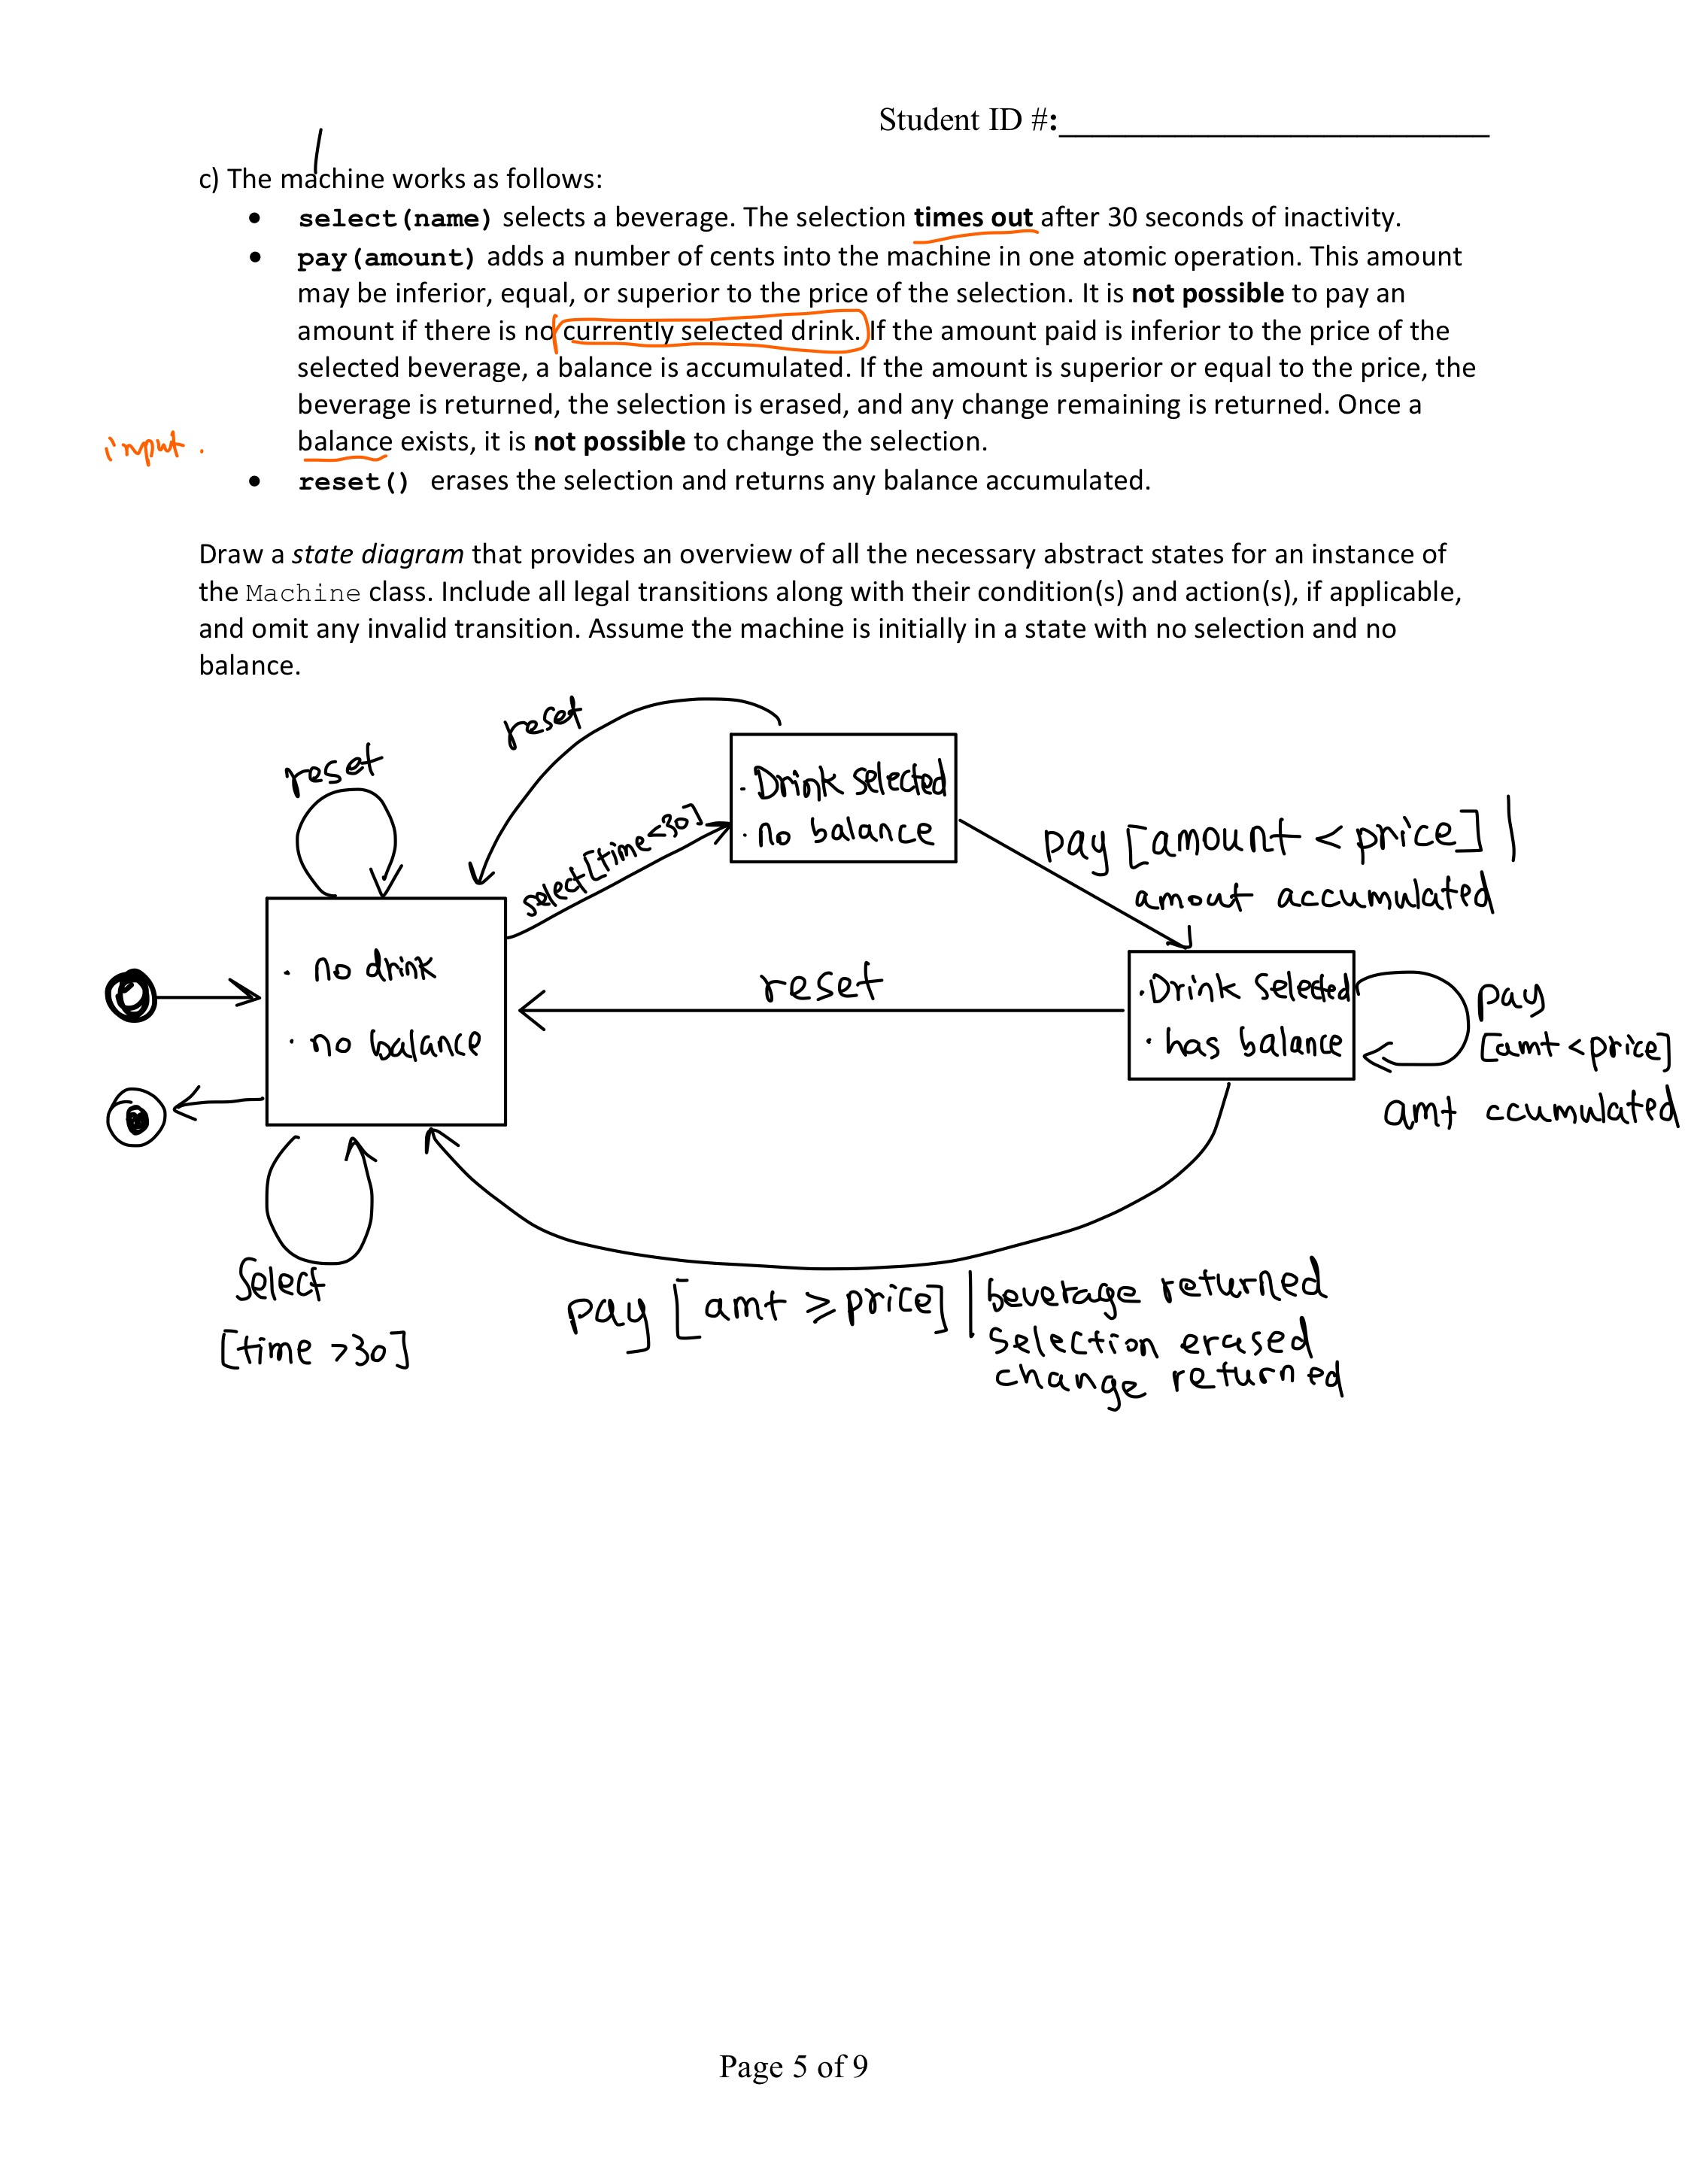 Student ID #:
c) The machine works as follows:
• select(name) selects a beverage. The selection times out after 30 seconds of inactivity.
• pay(amount) adds a number of cents into the machine in one atomic operation. This amount
may be inferior, equal, or superior to the price of the selection. It is not possible to pay an
amount if there is no currently selected drink. If the amount paid is inferior to the price of the
selected beverage, a balance is accumulated. If the amount is superior or equal to the price, the
beverage is returned, the selection is erased, and any change remaining is returned. Once a
input.
balance exists, it is not possible to change the selection.
• reset() erases the selection and returns any balance accumulated.
Draw a state diagram that provides an overview of all the necessary abstract states for an instance of
the Machine class. Include all legal transitions along with their condition(s) and action(s), if applicable,
and omit any invalid transition. Assume the machine is initially in a state with no selection and no
balance.
reset
reset
· Drink selected
· no balance
select[time<30]
pay [amount < price] |
amout accumulated
· no drink
· no balance
reset
· Drink Selected
· has balance
pay
[amt < price]
amt ccumulated
Select
[time >30]
pay [amt ≥ price] | beverage returned
Selection erased
change returned
Page 5 of 9